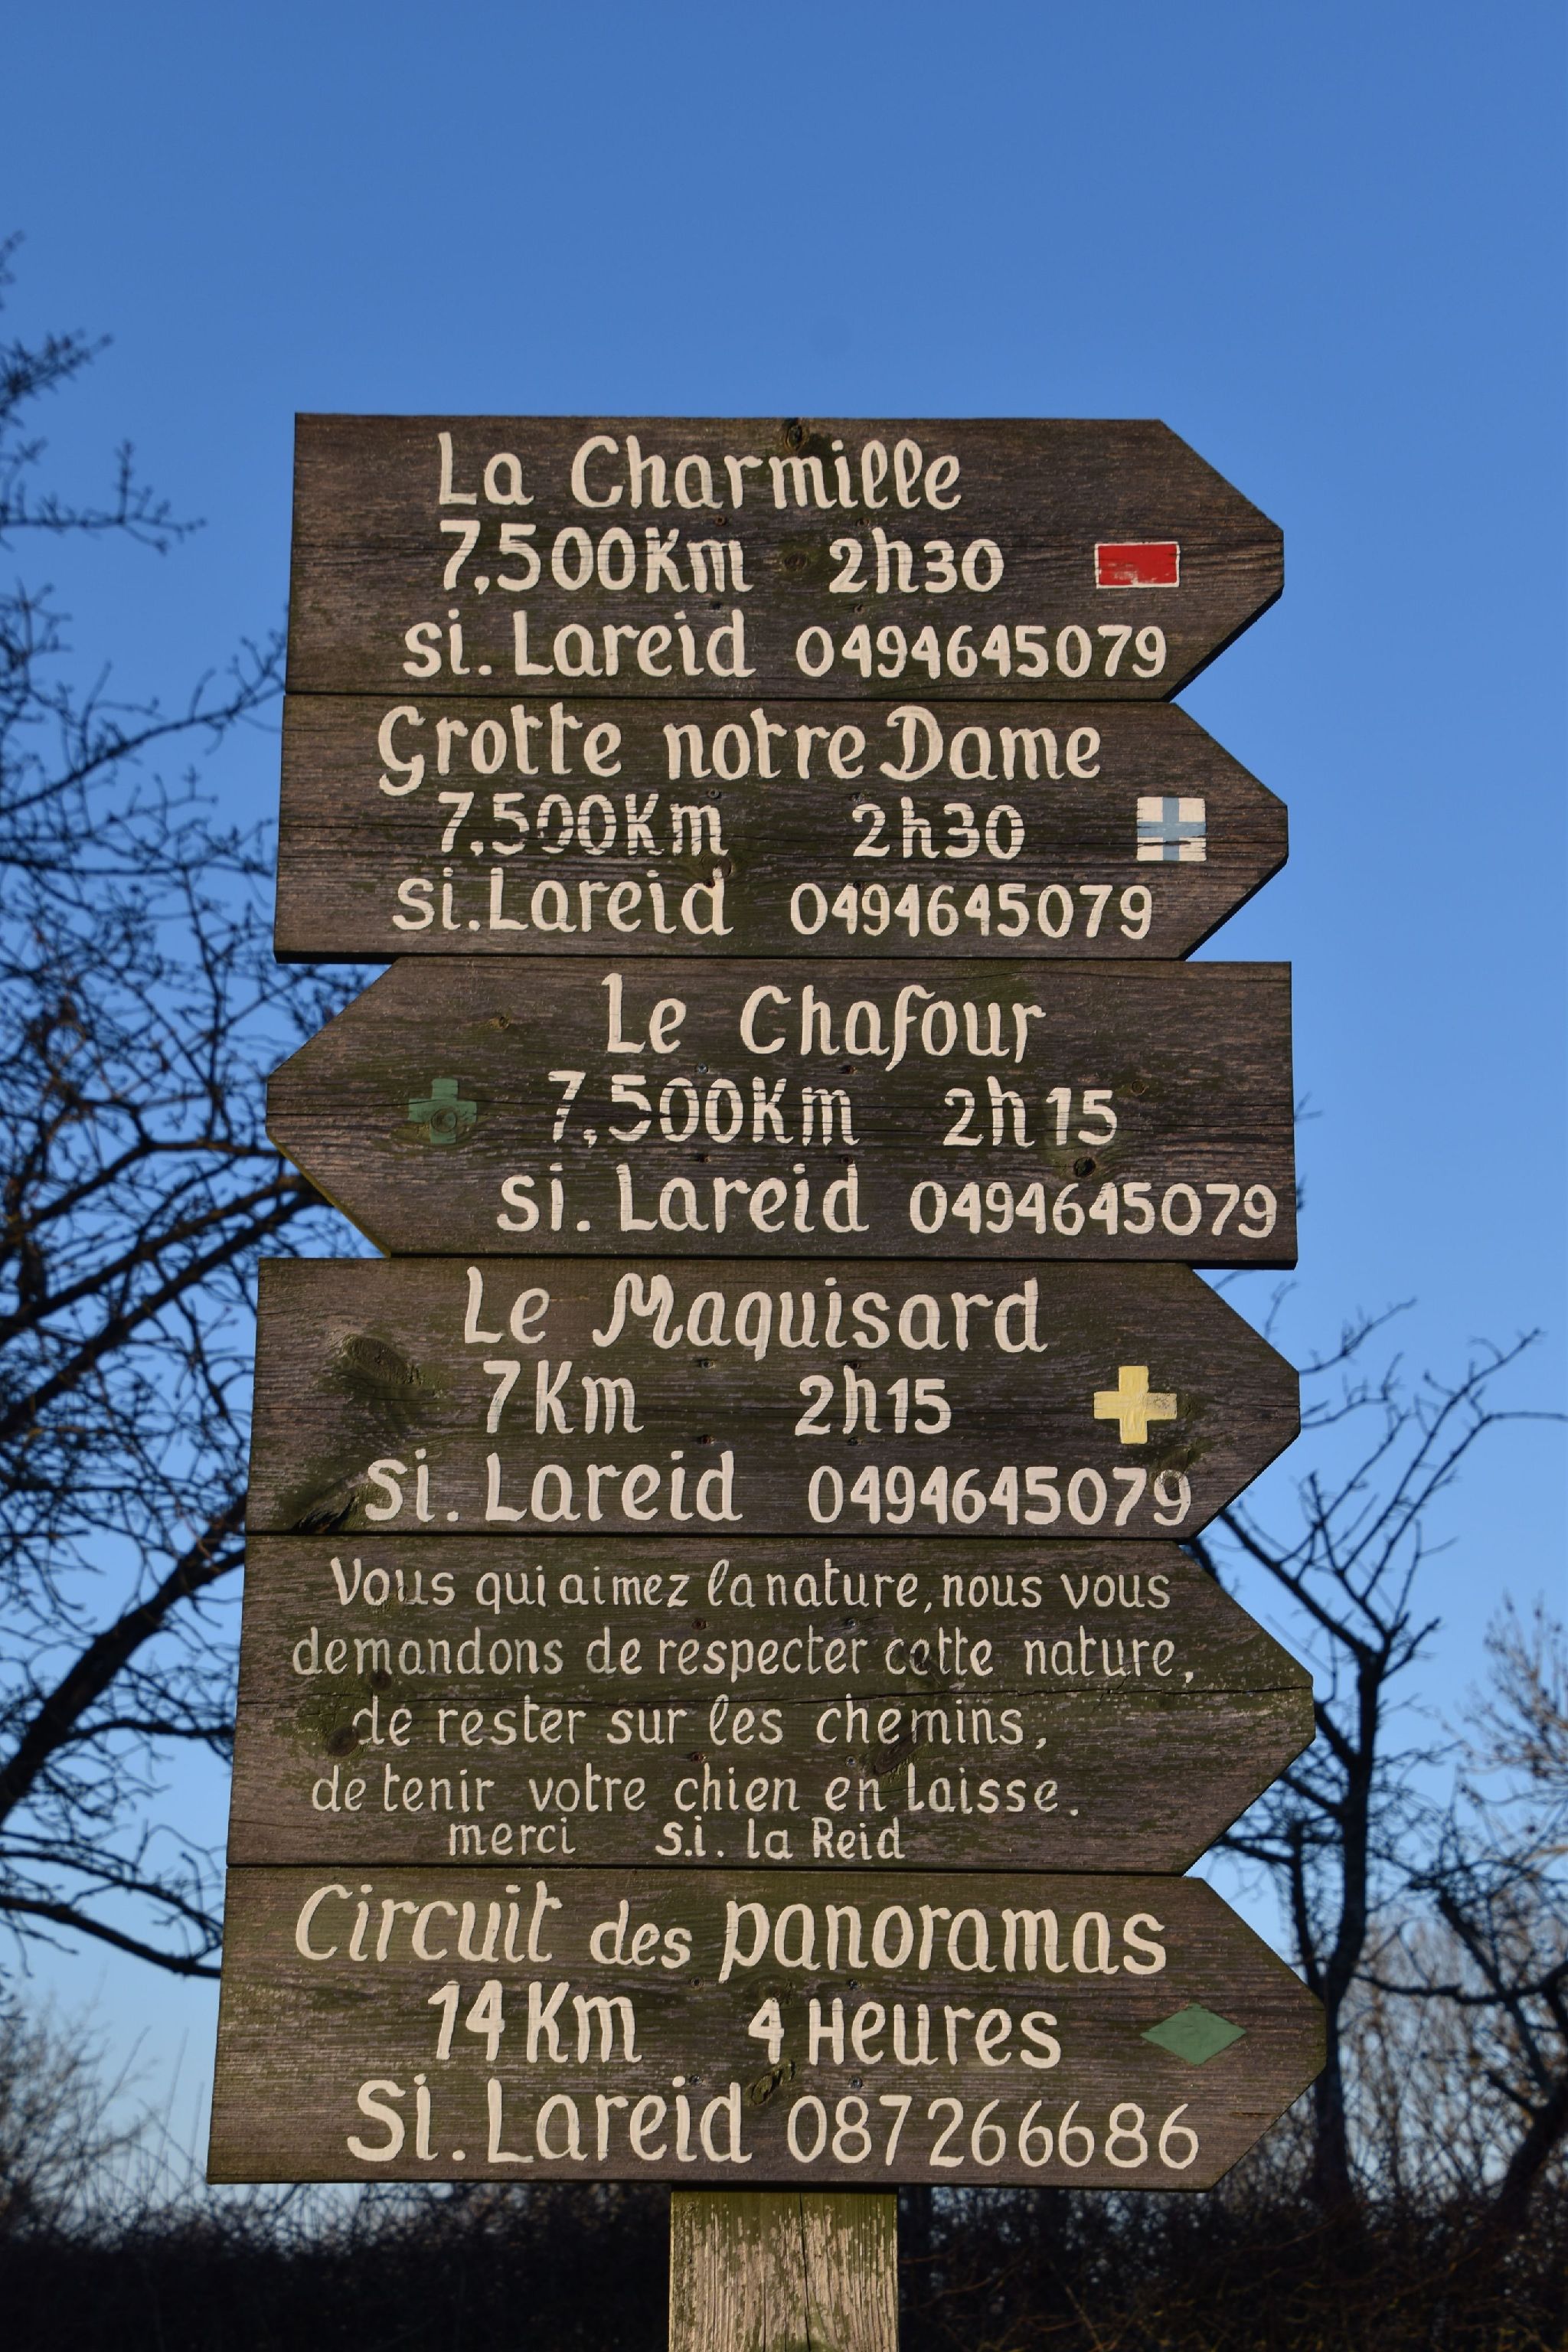 La Charmille
7,500Km 2h30
si. Lareid 0494645079
Grotte notre Dame
7.500Km 2h30
si. Lareid 0494645079
Le Chafour
7,500Km 2h15
si. Lareid 0494645079
Le Maquisard
7Km 2h15
si. Lareid 0494645079
Vous qui aimez la nature, nous vous
demandons de respecter cette nature,
de rester sur les chemins,
de tenir votre chien en laisse.
merci s.i. la Reid
Circuit des panoramas
14Km 4 Heures
Si. Lareid 087266686